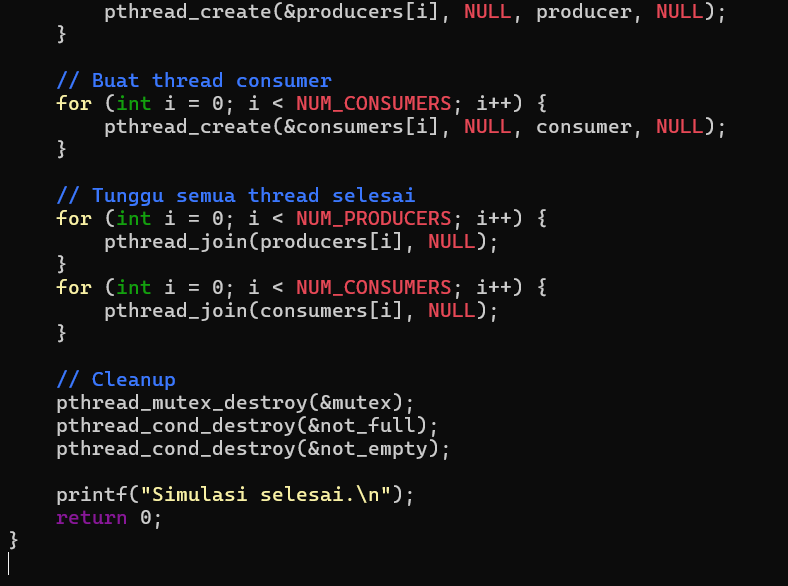 pthread_create(&producers[i], NULL, producer, NULL);
}
// Buat thread consumer
for (int i = 0; i < NUM_CONSUMERS; i++) {
pthread_create(&consumers[i], NULL, consumer, NULL);
}
// Tunggu semua thread selesai
for (int i = 0; i < NUM_PRODUCERS; i++) {
pthread_join(producers[i], NULL);
}
for (int i = 0; i < NUM_CONSUMERS; i++) {
pthread_join(consumers[i], NULL);
}
// Cleanup
pthread_mutex_destroy(&mutex);
pthread_cond_destroy(&not_full);
pthread_cond_destroy(&not_empty);
printf("Simulasi selesai.\n");
return 0;
}